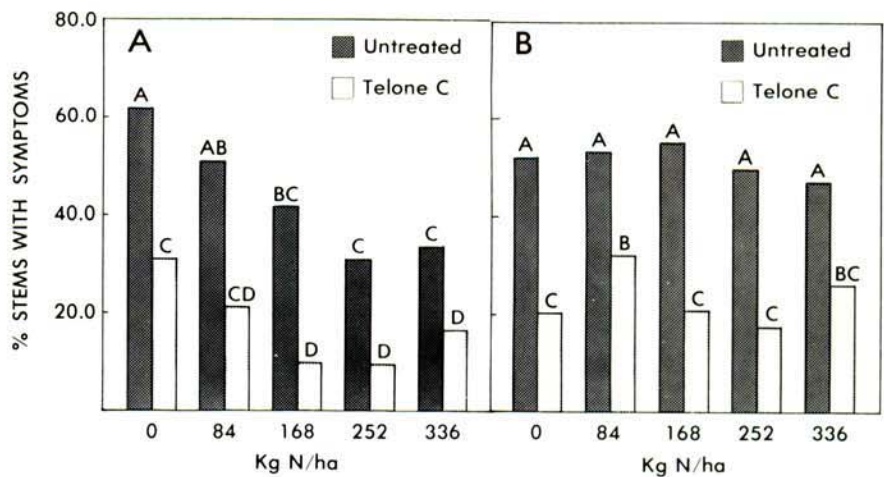 % STEMS WITH SYMPTOMS
80.0
60.0
40.0
20.0
A
Untreated
Telone C
A
C
AB
CD
BC
D
C
D
C
D
0 84 168 252 336
Kg N/ha
B
Untreated
Telone C
A
C
A
B
A
C
A
C
A
BC
0 84 168 252 336
Kg N/ha